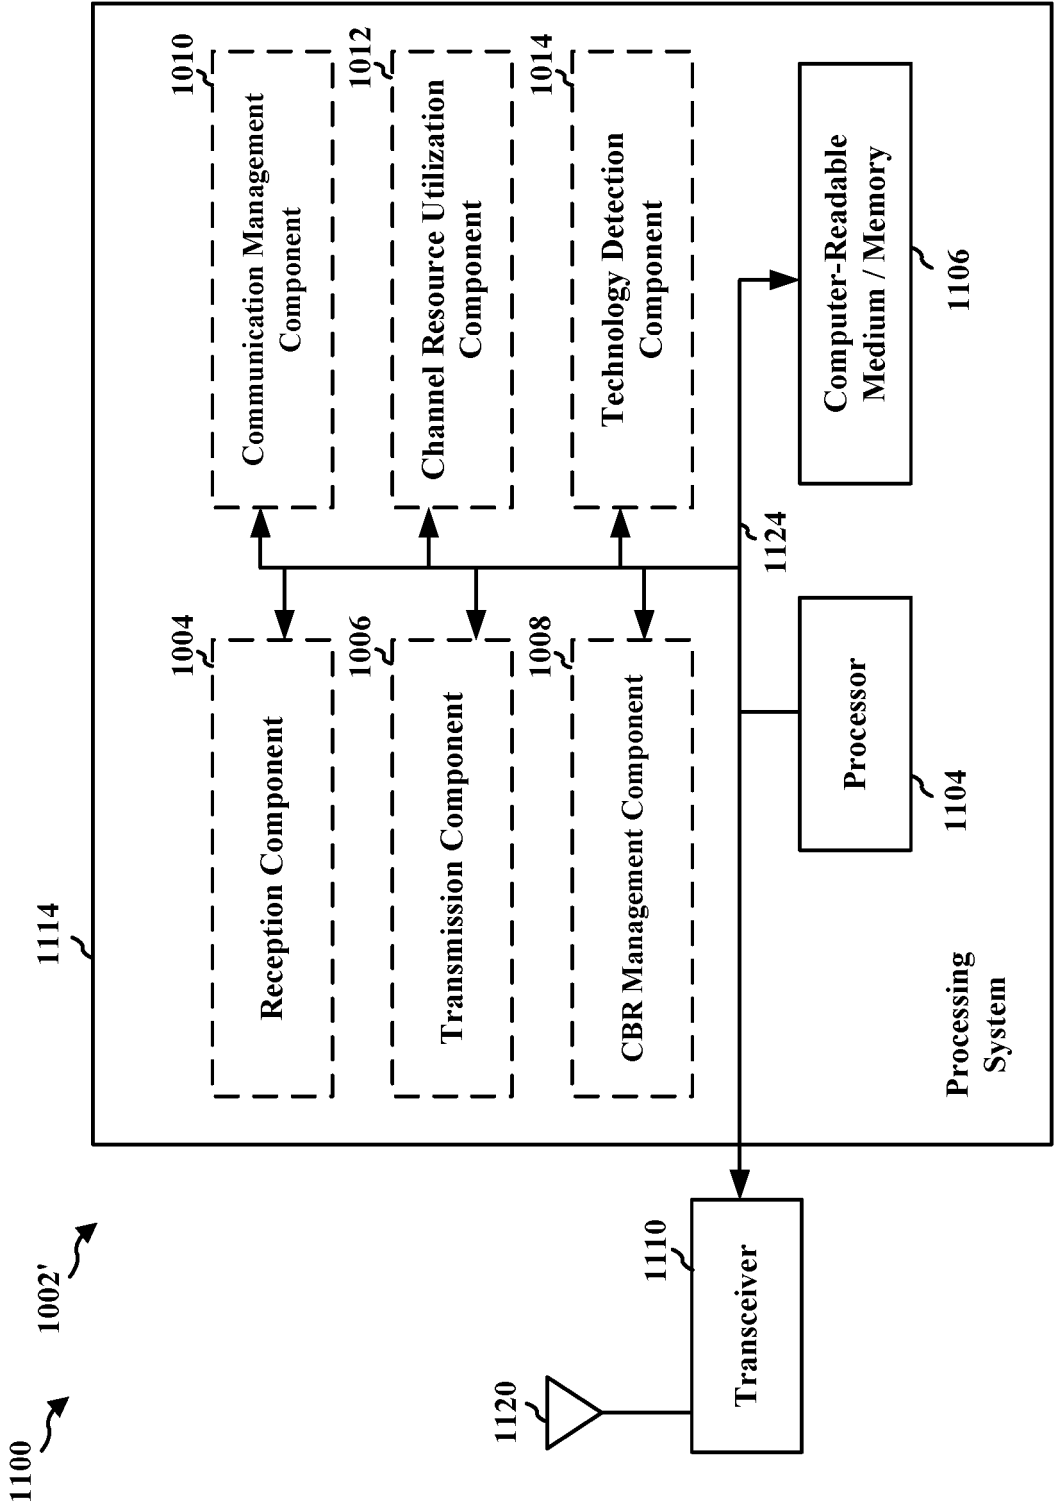 1100
1002'
1114
1004
Reception Component
1010
Communication Management
Component
1006
Transmission Component
1012
Channel Resource Utilization
Component
1008
CBR Management Component
1014
Technology Detection
Component
1120
1110
Transceiver
1124
Processor
1104
Computer-Readable
Medium / Memory
1106
Processing
System